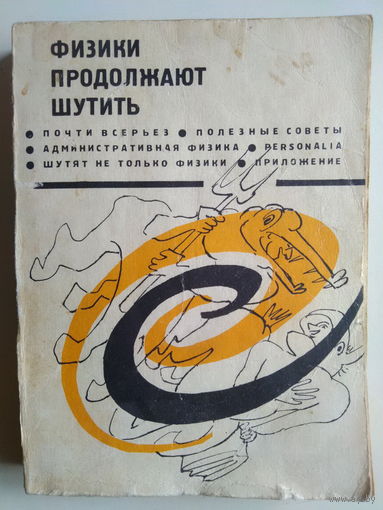 ФИЗИКИ
ПРОДОЛЖАЮТ
ШУТИТЬ
● ПОЧТИ ВСЕРЬЕЗ ● ПОЛЕЗНЫЕ СОВЕТЫ
● АДМИНИСТРАТИВНАЯ ФИЗИКА ● PERSONALIA
● ШУТЯТ НЕ ТОЛЬКО ФИЗИКИ ● ПРИЛОЖЕНИЕ